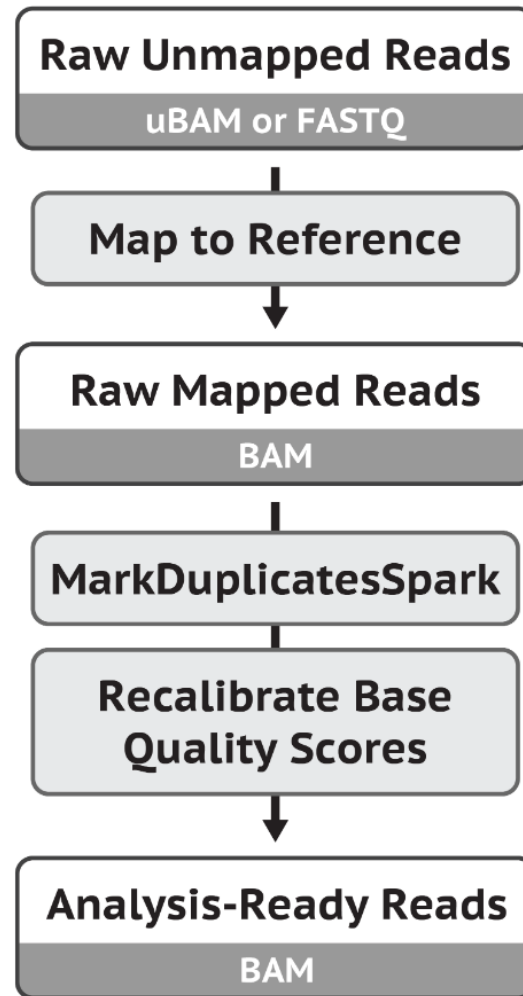 Raw Unmapped Reads
uBAM or FASTQ
Map to Reference
Raw Mapped Reads
BAM
MarkDuplicatesSpark
Recalibrate Base
Quality Scores
Analysis-Ready Reads
BAM